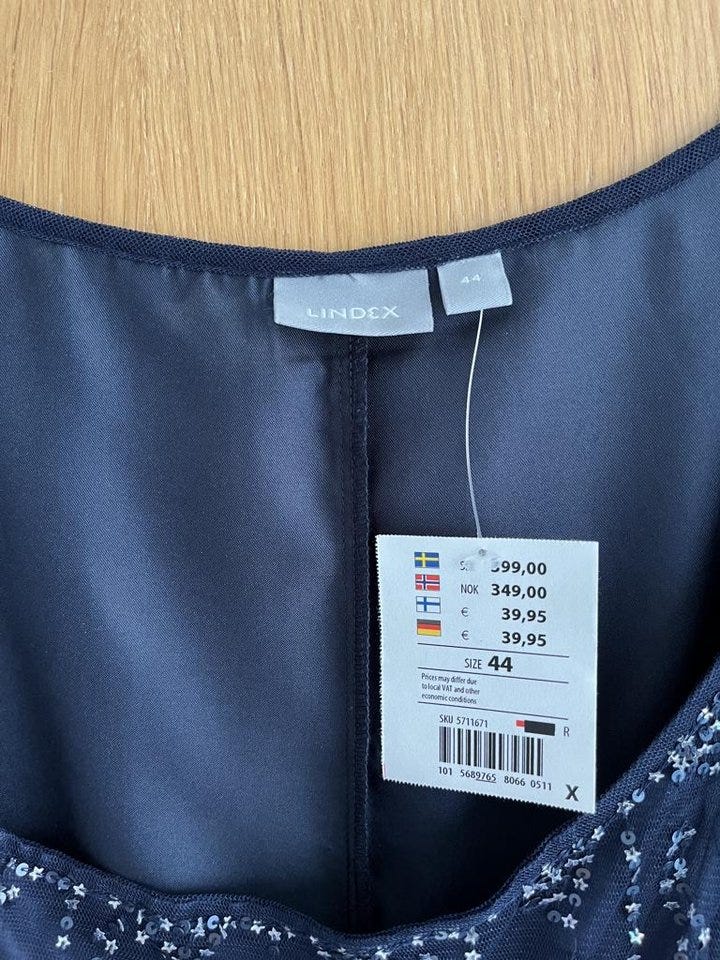 LINDEX
44
399,00
NOK 349,00
€ 39,95
€ 39,95
SIZE 44
Prices may differ due
to local VAT and other
economic conditions
SKU 5711671
R
101 5689765 8066 0511
X